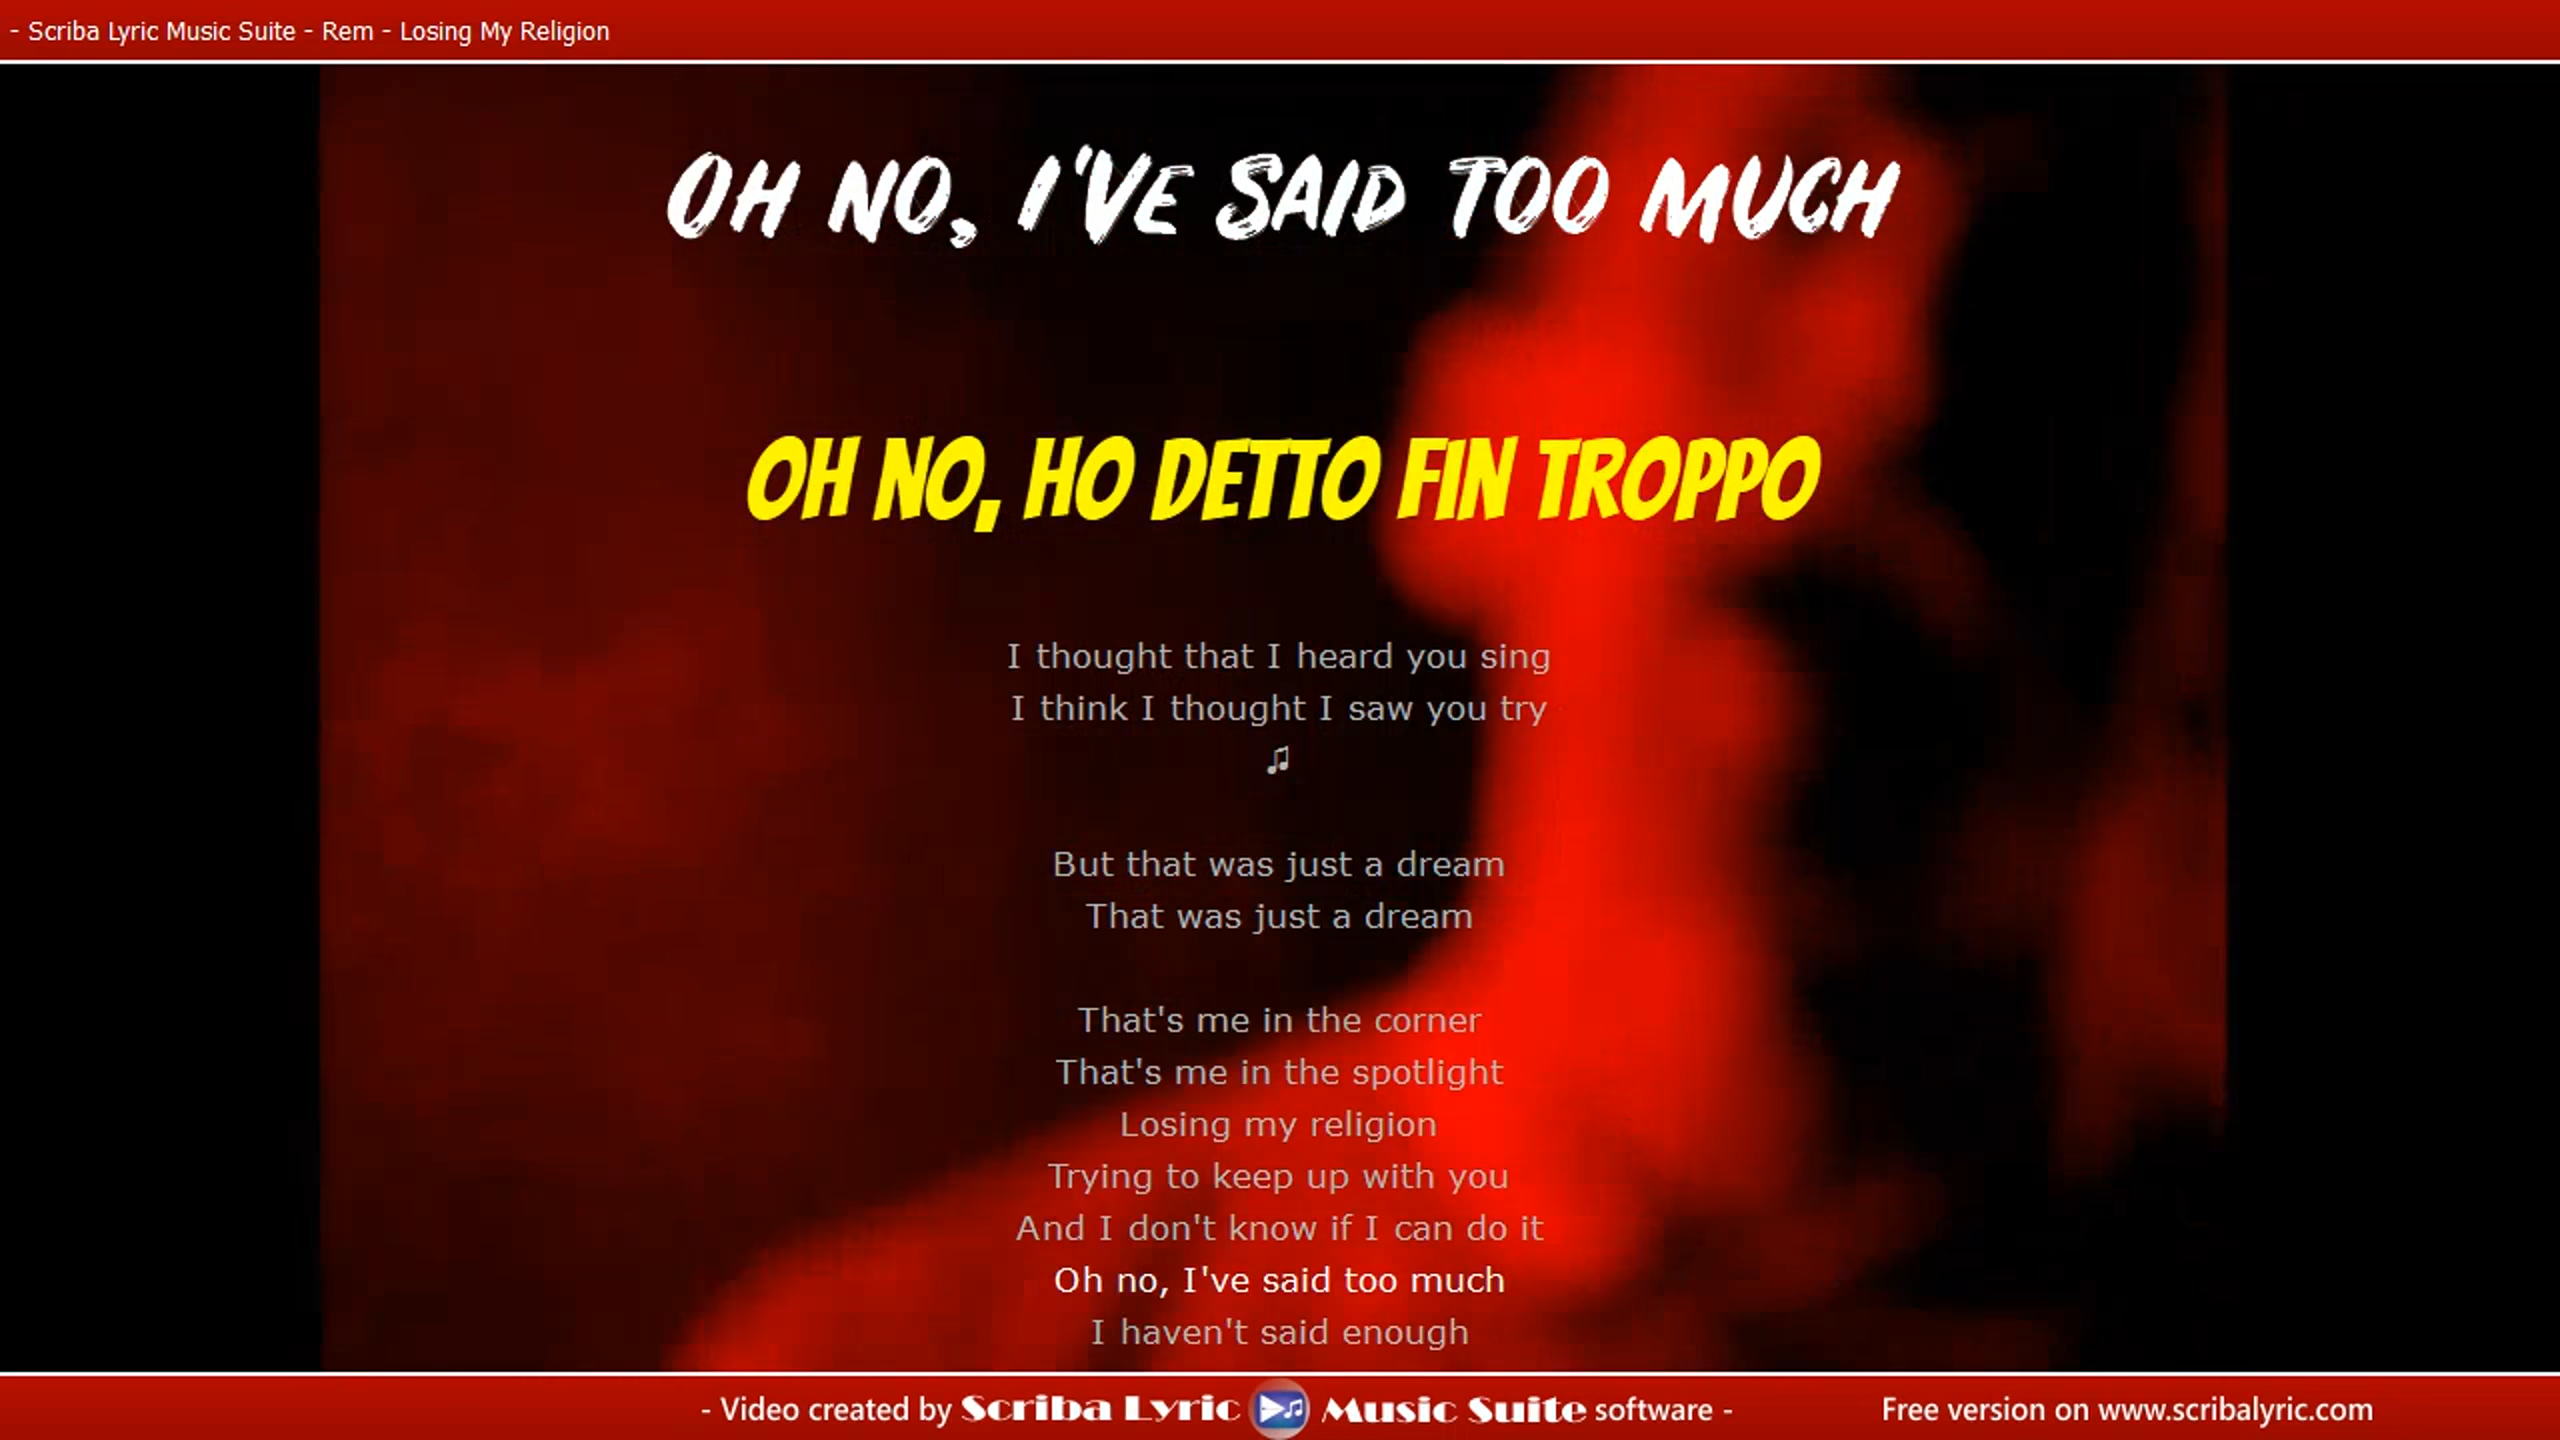 - Scriba Lyric Music Suite - Rem - Losing My Religion
OH NO, I'VE SAID TOO MUCH
OH NO, HO DETTO FIN TROPPO
I thought that I heard you sing
I think I thought I saw you try
♫
But that was just a dream
That was just a dream
That's me in the corner
That's me in the spotlight
Losing my religion
Trying to keep up with you
And I don't know if I can do it
Oh no, I've said too much
I haven't said enough
- Video created by Scriba Lyric Music Suite software - Free version on www.scribalyric.com